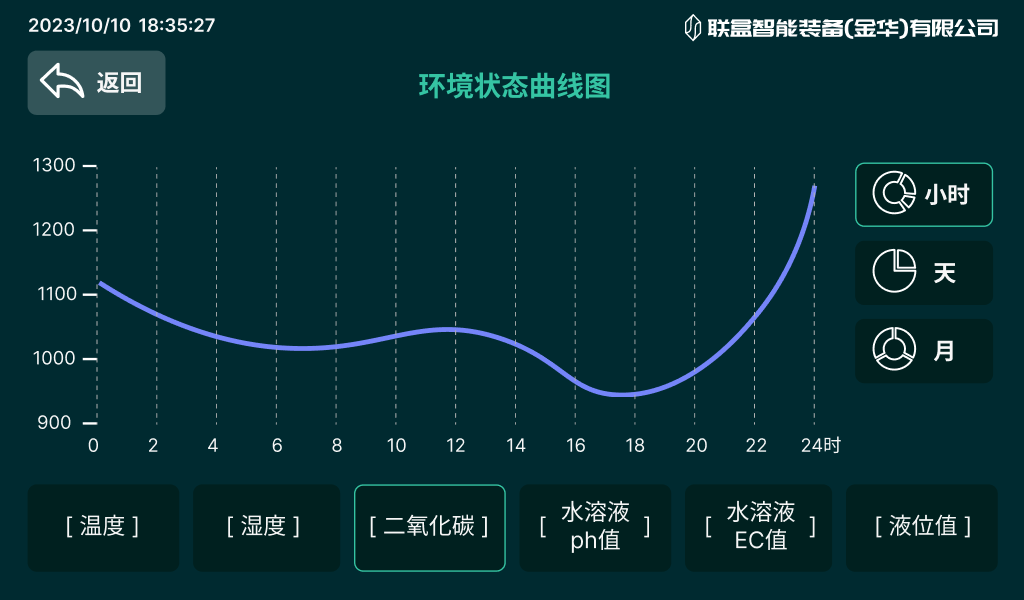 2023/10/10 18:35:27
联盒智能装备(金华)有限公司
返回
环境状态曲线图
1300
1200
1100
1000
900
0 2 4 6 8 10 12 14 16 18 20 22 24时
小时
天
月
[ 温度 ]
[ 湿度 ]
[ 二氧化碳 ]
[ 水溶液
ph值 ]
[ 水溶液
EC值 ]
[ 液位值 ]